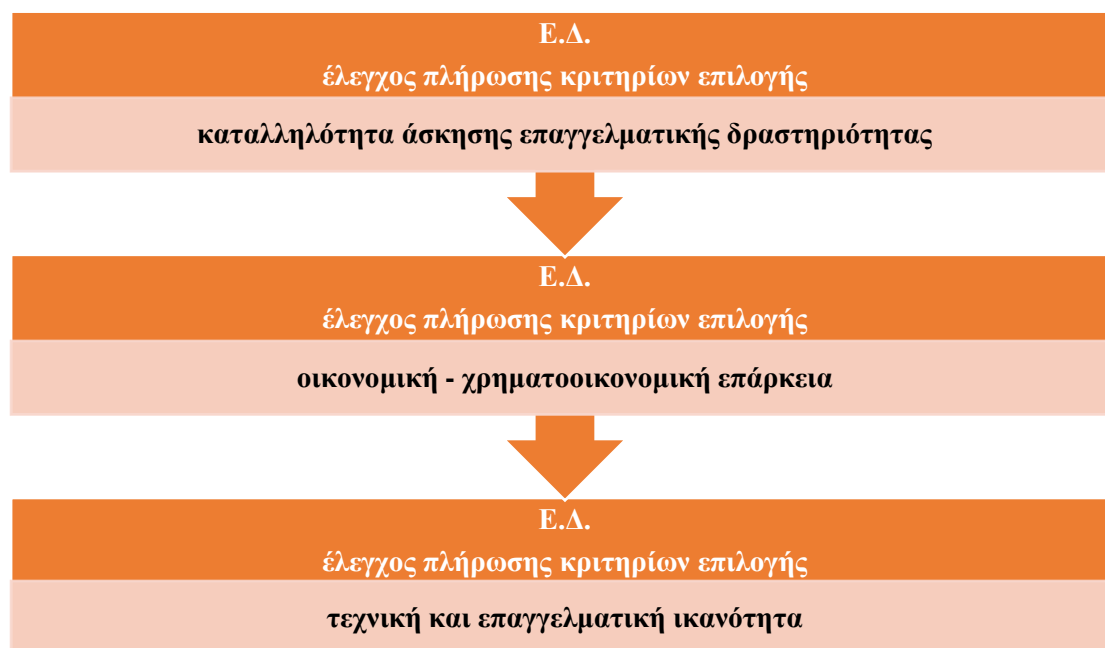 Ε.Δ.
έλεγχος πλήρωσης κριτηρίων επιλογής
καταλληλότητα άσκησης επαγγελματικής δραστηριότητας
Ε.Δ.
έλεγχος πλήρωσης κριτηρίων επιλογής
οικονομική - χρηματοοικονομική επάρκεια
Ε.Δ.
έλεγχος πλήρωσης κριτηρίων επιλογής
τεχνική και επαγγελματική ικανότητα